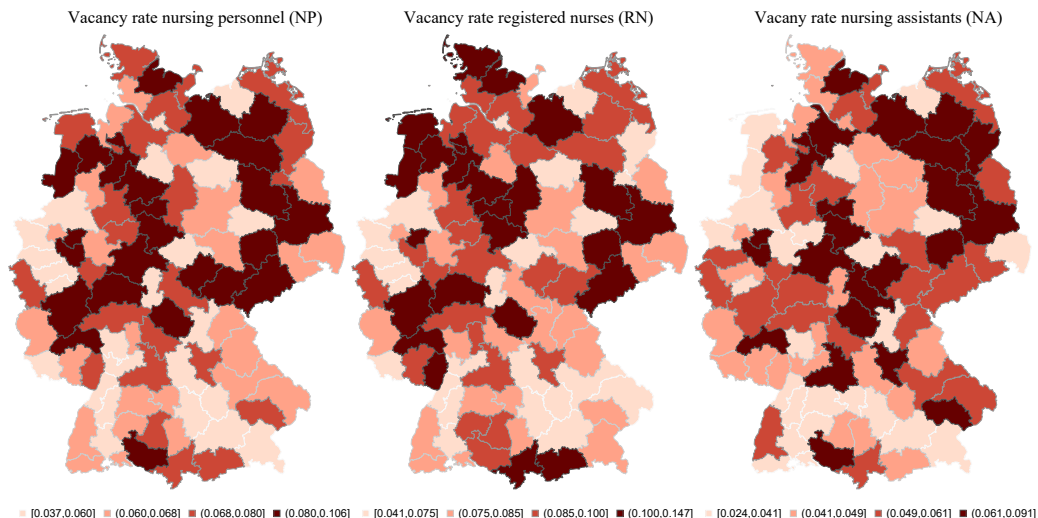 Vacancy rate nursing personnel (NP)
Vacancy rate registered nurses (RN)
Vacany rate nursing assistants (NA)
[0.037,0.060] (0.060,0.068] (0.068,0.080] (0.080,0.106]
[0.041,0.075] (0.075,0.085] (0.085,0.100] (0.100,0.147]
[0.024,0.041] (0.041,0.049] (0.049,0.061] (0.061,0.091]